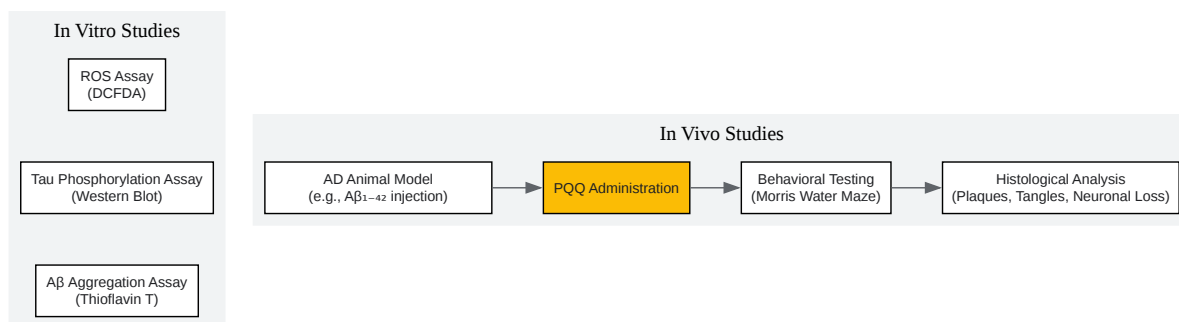 In Vitro Studies
ROS Assay
(DCFDA)
Tau Phosphorylation Assay
(Western Blot)
Aβ Aggregation Assay
(Thioflavin T)
In Vivo Studies
AD Animal Model
(e.g., Aβ₁₋₄₂ injection)
PQQ Administration
Behavioral Testing
(Morris Water Maze)
Histological Analysis
(Plaques, Tangles, Neuronal Loss)